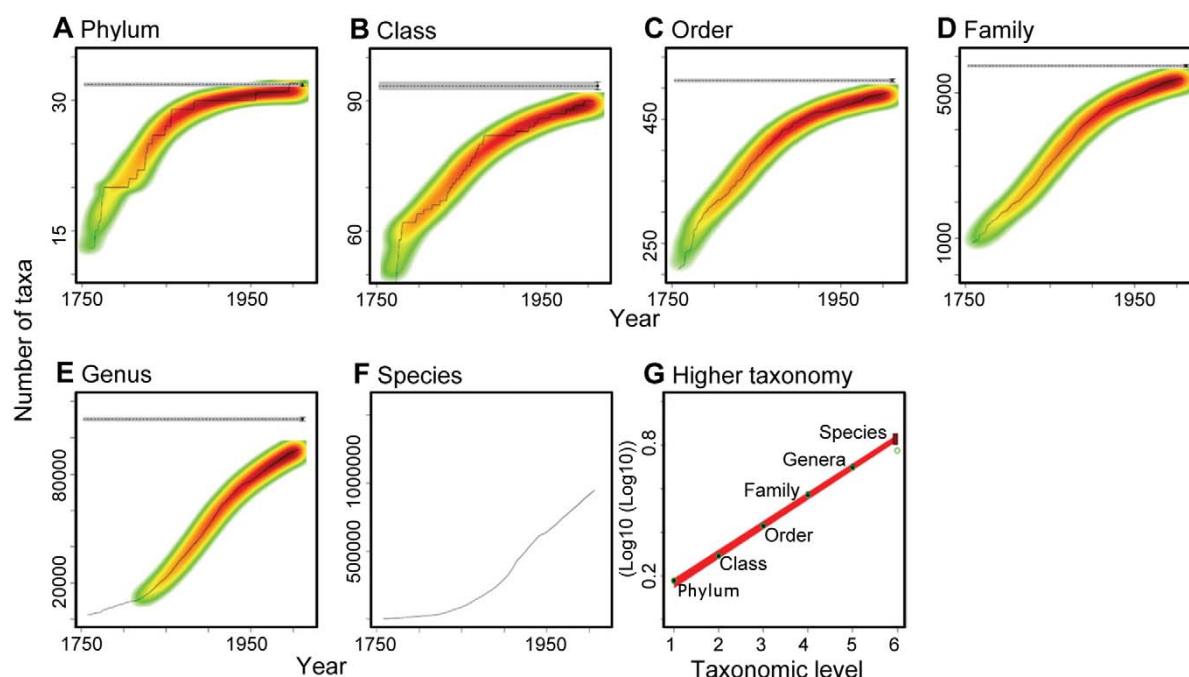 A Phylum
B Class
C Order
D Family
Number of taxa
30
15
1750
1950
90
60
1750
1950
450
250
1750
1950
5000
1000
1750
1950
Year
E Genus
F Species
G Higher taxonomy
80000
20000
1750
1950
1000000
500000
0
1750
1950
Year
(Log10 (Log10))
0.8
0.2
Species
Genera
Family
Order
Class
Phylum
1 2 3 4 5 6
Taxonomic level